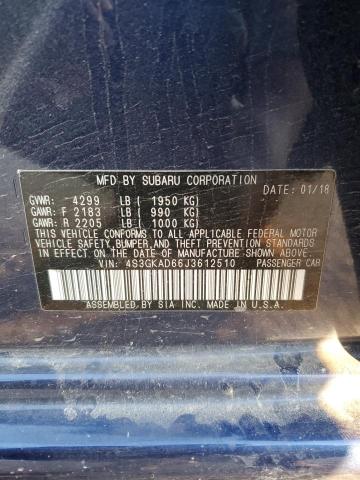 MFD BY SUBARU CORPORATION
DATE: 01/18
GVWR: 4299 LB ( 1950 KG)
GAWR: F 2183 LB ( 990 KG)
GAWR: R 2205 LB ( 1000 KG)
THIS VEHICLE CONFORMS TO ALL APPLICABLE FEDERAL MOTOR
VEHICLE SAFETY, BUMPER, AND THEFT PREVENTION STANDARDS IN
EFFECT ON THE DATE OF MANUFACTURE SHOWN ABOVE.
VIN: 4S3GKAD66J3612510 PASSENGER CAR
ASSEMBLED BY SIA INC. MADE IN U.S.A.